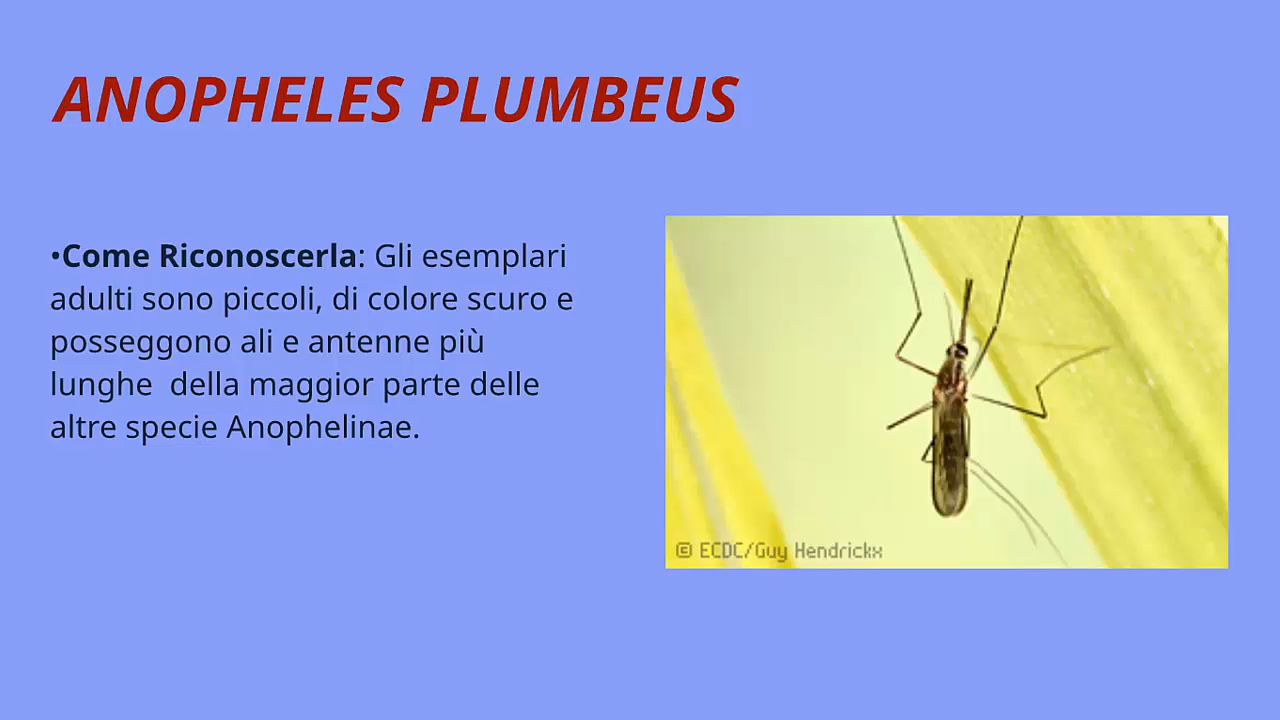 ANOPHELES PLUMBEUS
•Come Riconoscerla: Gli esemplari
adulti sono piccoli, di colore scuro e
posseggono ali e antenne più
lunghe  della maggior parte delle
altre specie Anophelinae.
© ECDC/Guy Hendrickx